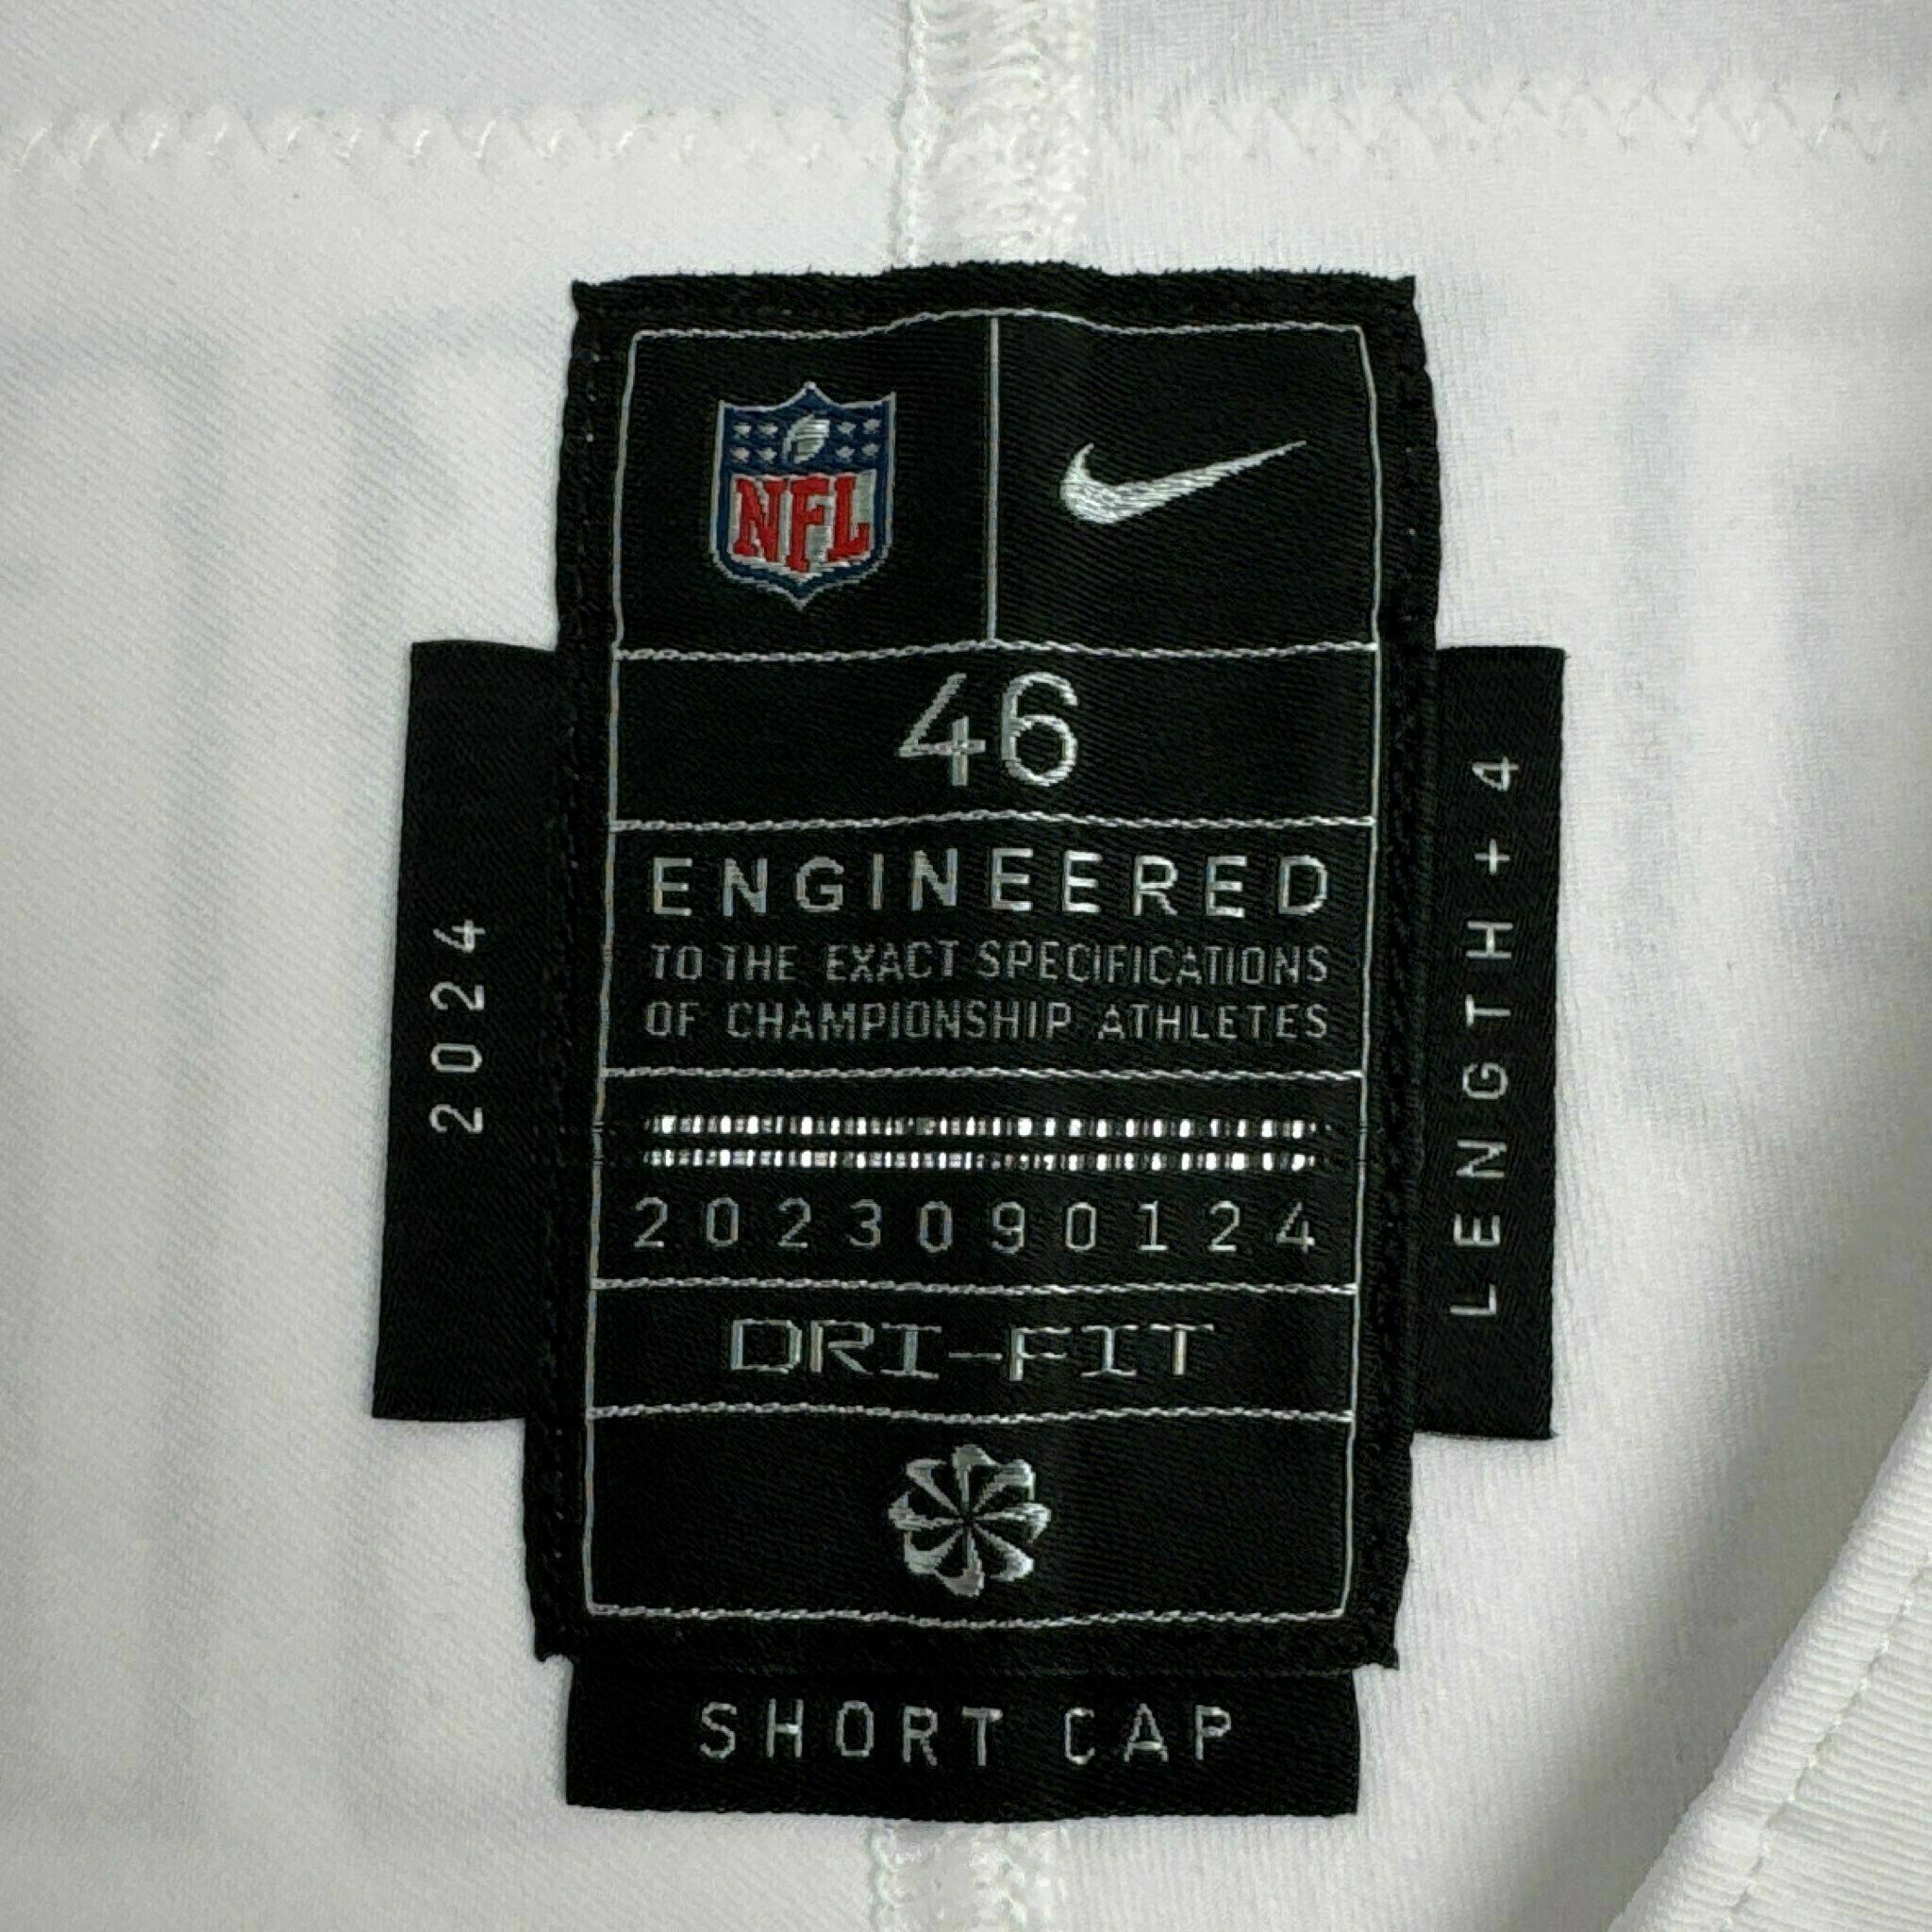 NFL
46
ENGINEERED
TO THE EXACT SPECIFICATIONS
OF CHAMPIONSHIP ATHLETES
2023090124
DRI-FIT
SHORT CAP
2024
LENGTH+4